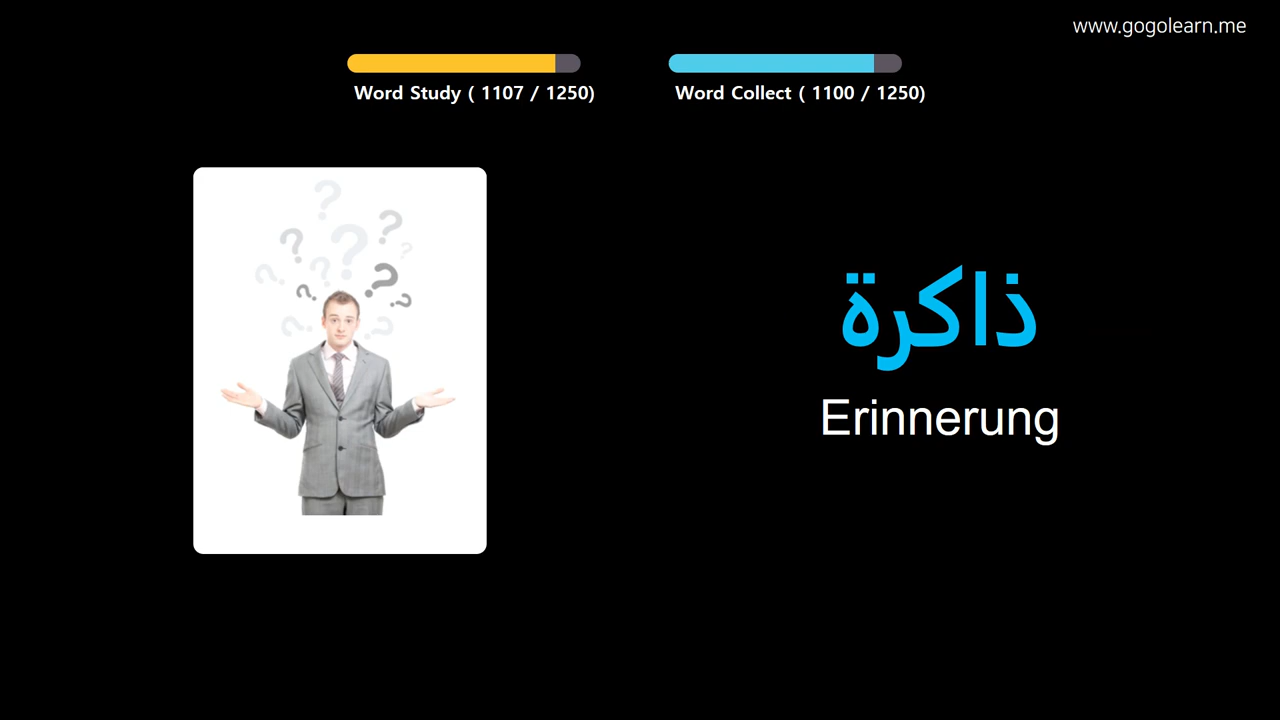 www.gogolearn.me
Word Study ( 1107 / 1250)
Word Collect ( 1100 / 1250)
ذاكرة
Erinnerung